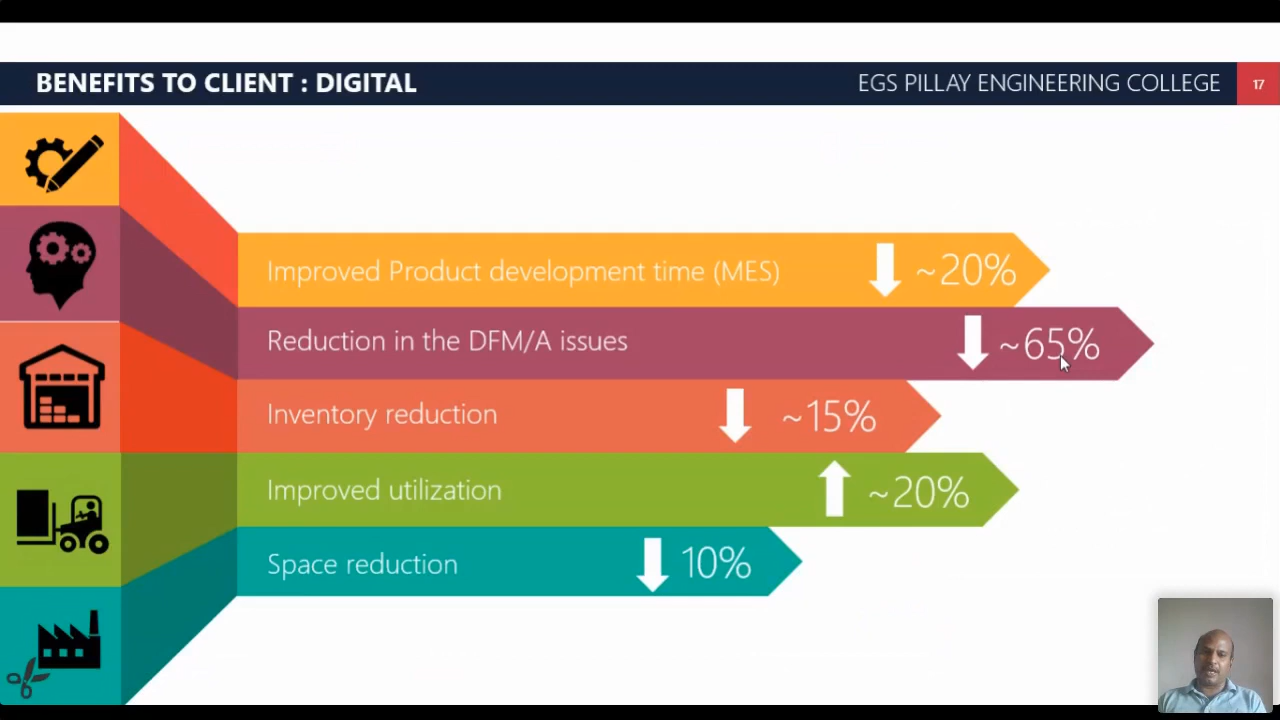 BENEFITS TO CLIENT : DIGITAL
EGS PILLAY ENGINEERING COLLEGE
17
Improved Product development time (MES) ~20%
Reduction in the DFM/A issues ~65%
Inventory reduction ~15%
Improved utilization ~20%
Space reduction 10%